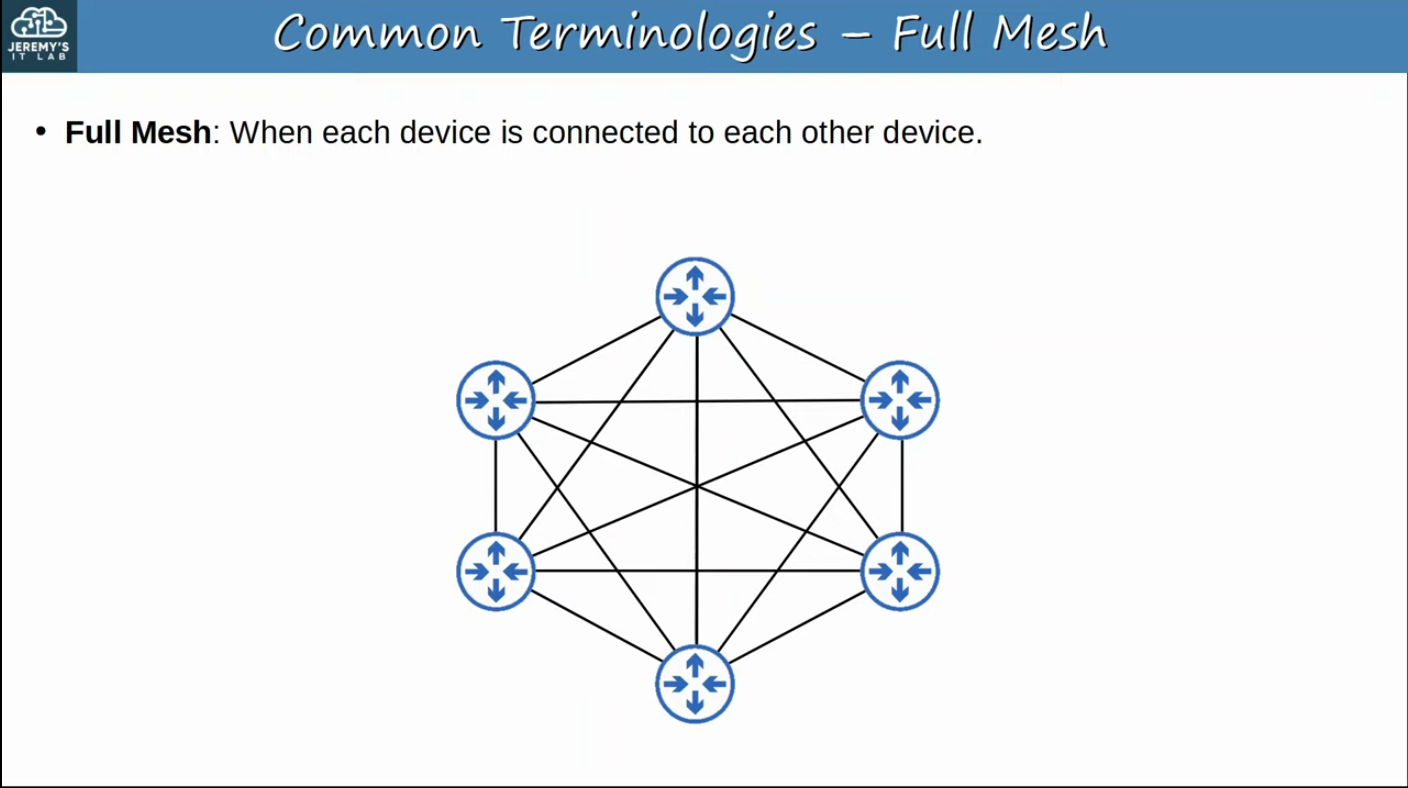 JEREMY'S
IT LAB
Common Terminologies – Full Mesh
• Full Mesh: When each device is connected to each other device.